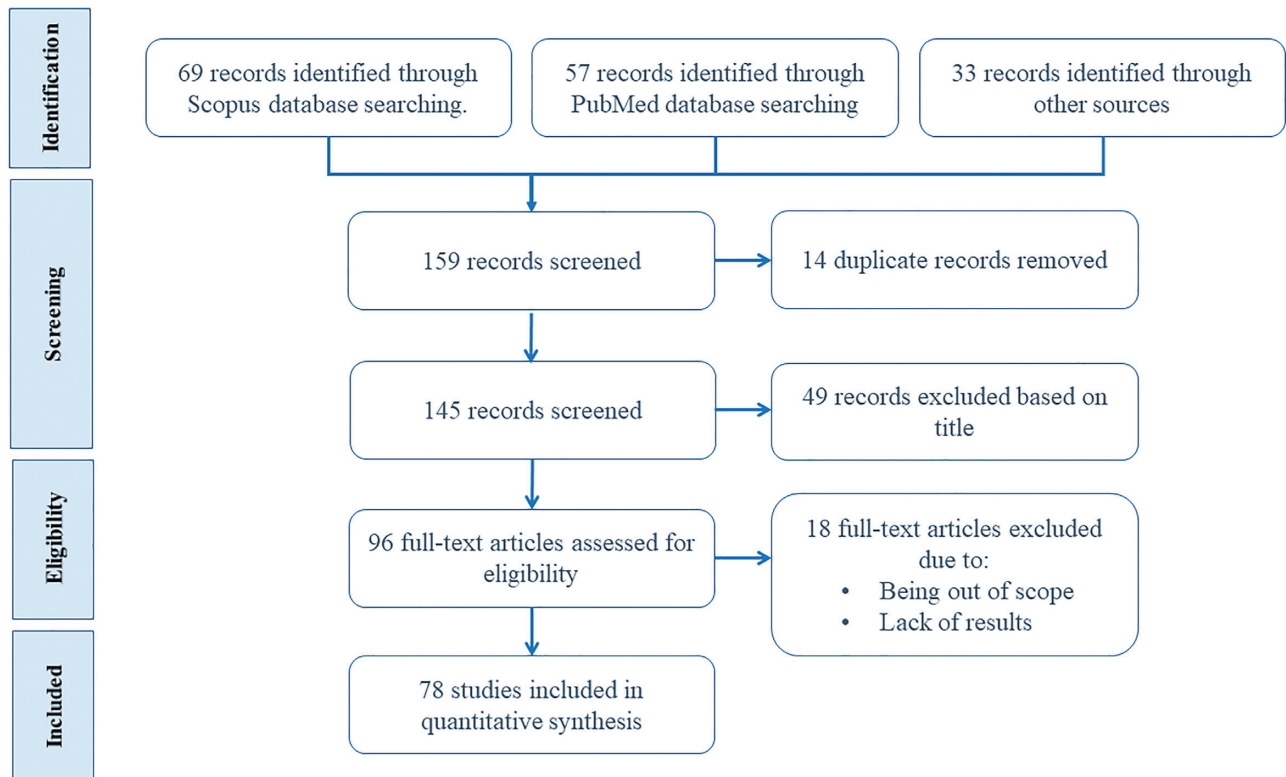 Identification
69 records identified through
Scopus database searching.
57 records identified through
PubMed database searching
33 records identified through
other sources
Screening
159 records screened
14 duplicate records removed
145 records screened
49 records excluded based on
title
Eligibility
96 full-text articles assessed for
eligibility
18 full-text articles excluded
due to:
• Being out of scope
• Lack of results
Included
78 studies included in
quantitative synthesis